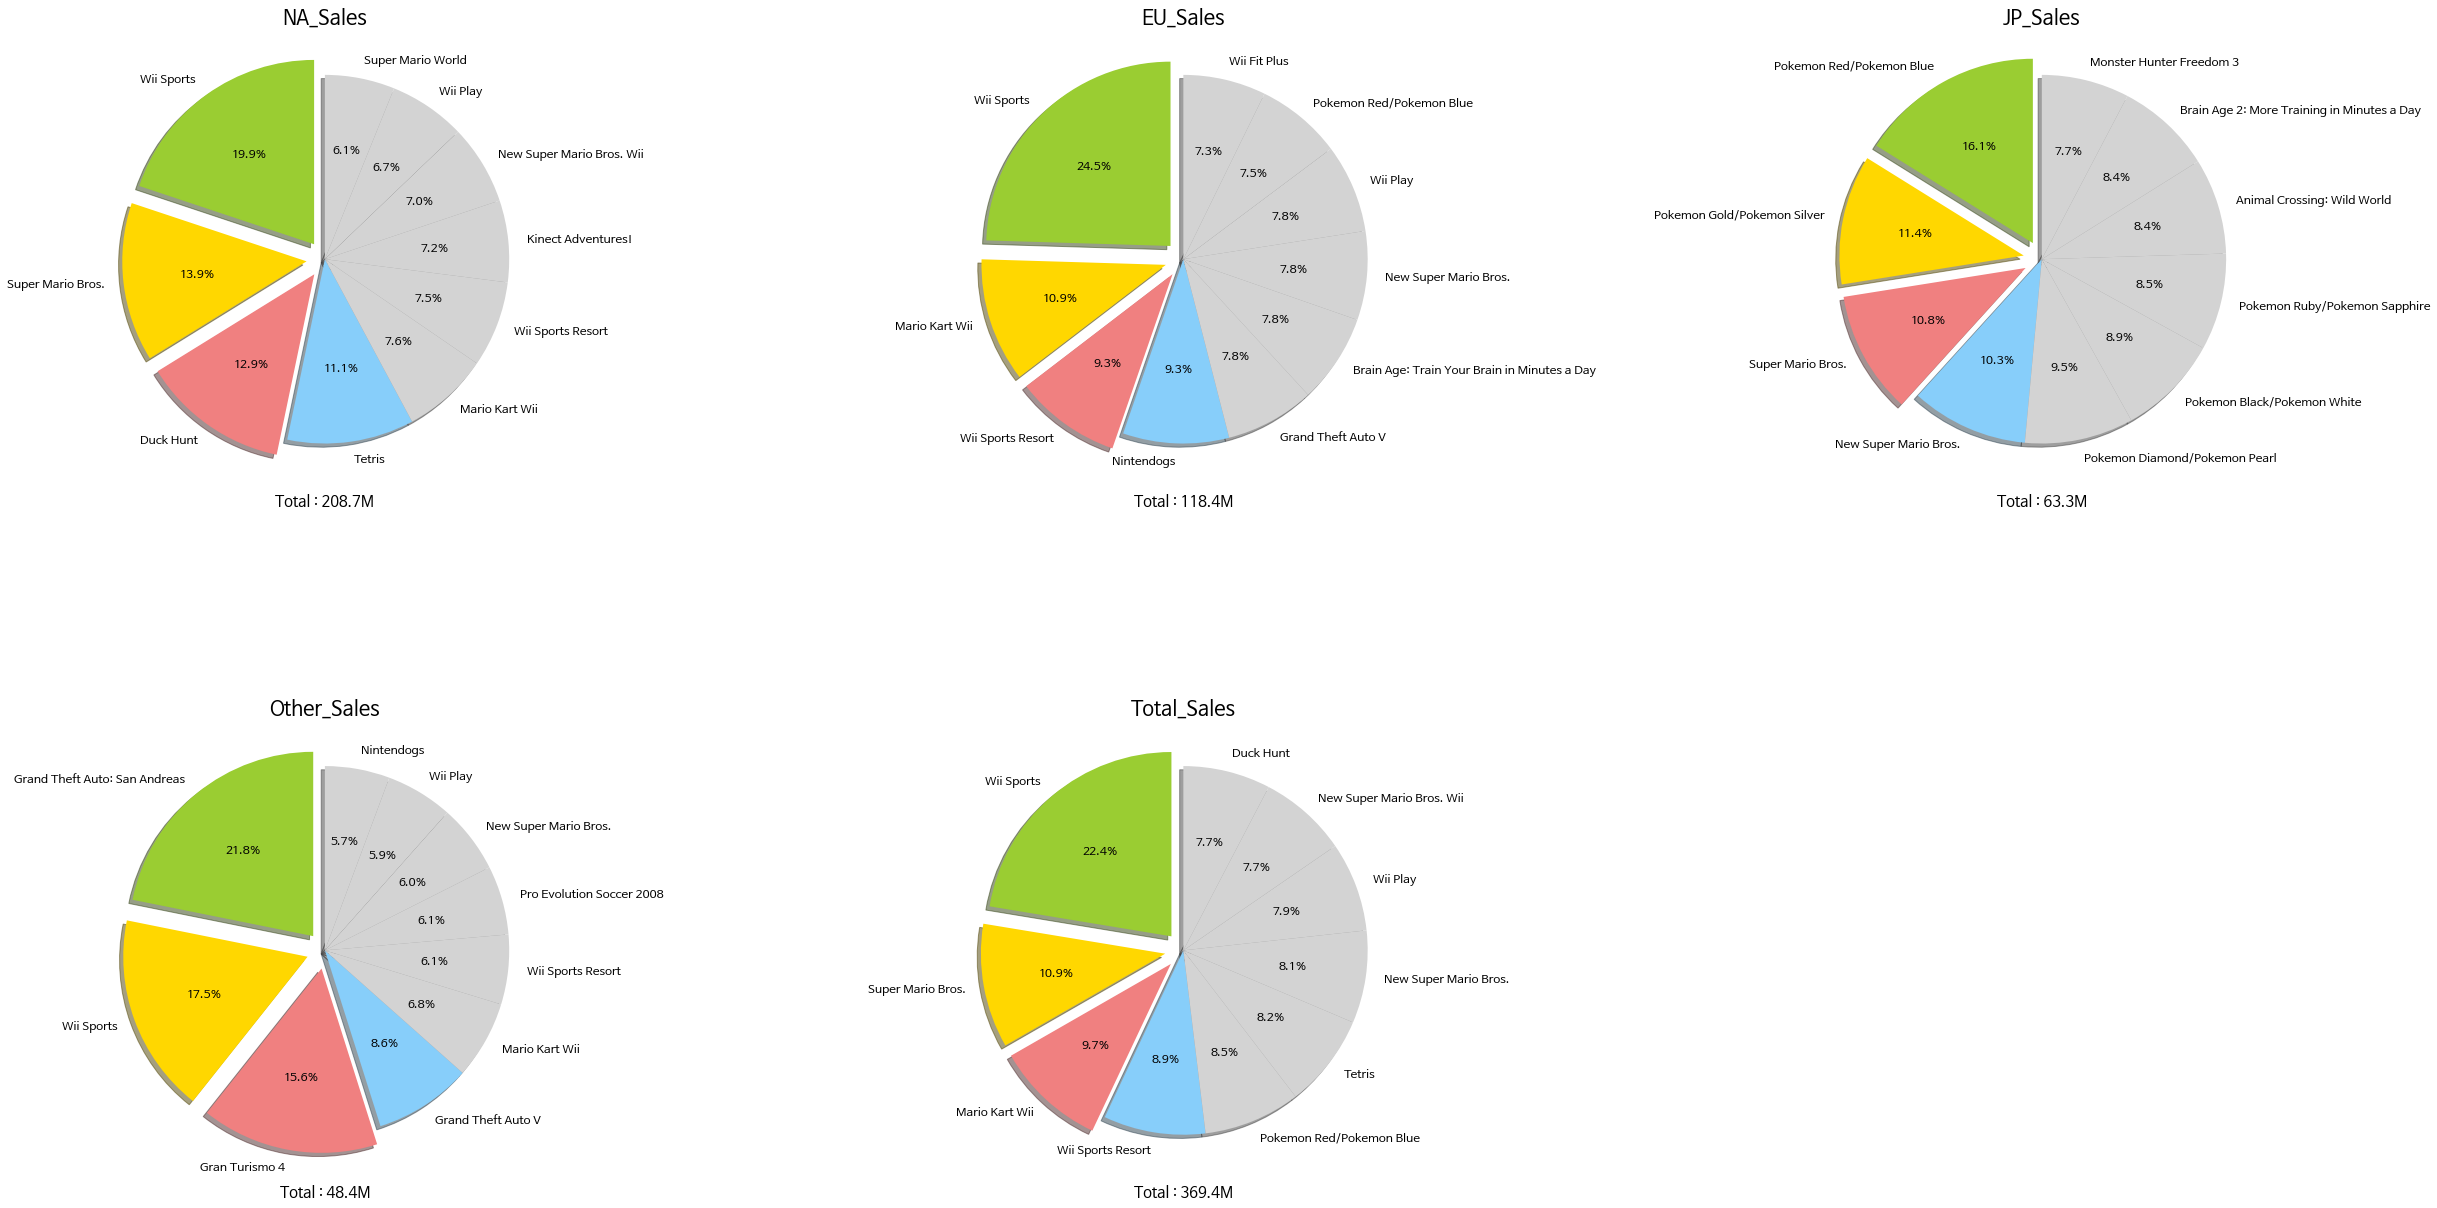 NA_Sales
Super Mario World
Wii Play
New Super Mario Bros. Wii
Kinect Adventures!
Wii Sports Resort
Mario Kart Wii
Tetris
Duck Hunt
Super Mario Bros.
Wii Sports
6.1%
6.7%
7.0%
7.2%
7.5%
7.6%
11.1%
12.9%
13.9%
19.9%
Total : 208.7M
EU_Sales
Wii Fit Plus
Pokemon Red/Pokemon Blue
Wii Play
New Super Mario Bros.
Brain Age: Train Your Brain in Minutes a Day
Grand Theft Auto V
Nintendogs
Wii Sports Resort
Mario Kart Wii
Wii Sports
7.3%
7.5%
7.8%
7.8%
7.8%
7.8%
9.3%
9.3%
10.9%
24.5%
Total : 118.4M
JP_Sales
Monster Hunter Freedom 3
Brain Age 2: More Training in Minutes a Day
Animal Crossing: Wild World
Pokemon Ruby/Pokemon Sapphire
Pokemon Black/Pokemon White
Pokemon Diamond/Pokemon Pearl
New Super Mario Bros.
Super Mario Bros.
Pokemon Gold/Pokemon Silver
Pokemon Red/Pokemon Blue
7.7%
8.4%
8.4%
8.5%
8.9%
9.5%
10.3%
10.8%
11.4%
16.1%
Total : 63.3M
Other_Sales
Nintendogs
Wii Play
New Super Mario Bros.
Pro Evolution Soccer 2008
Wii Sports Resort
Mario Kart Wii
Grand Theft Auto V
Gran Turismo 4
Wii Sports
Grand Theft Auto: San Andreas
5.7%
5.9%
6.0%
6.1%
6.1%
6.8%
8.6%
15.6%
17.5%
21.8%
Total : 48.4M
Total_Sales
Duck Hunt
New Super Mario Bros. Wii
Wii Play
New Super Mario Bros.
Tetris
Pokemon Red/Pokemon Blue
Wii Sports Resort
Mario Kart Wii
Super Mario Bros.
Wii Sports
7.7%
7.7%
7.9%
8.1%
8.2%
8.5%
8.9%
9.7%
10.9%
22.4%
Total : 369.4M